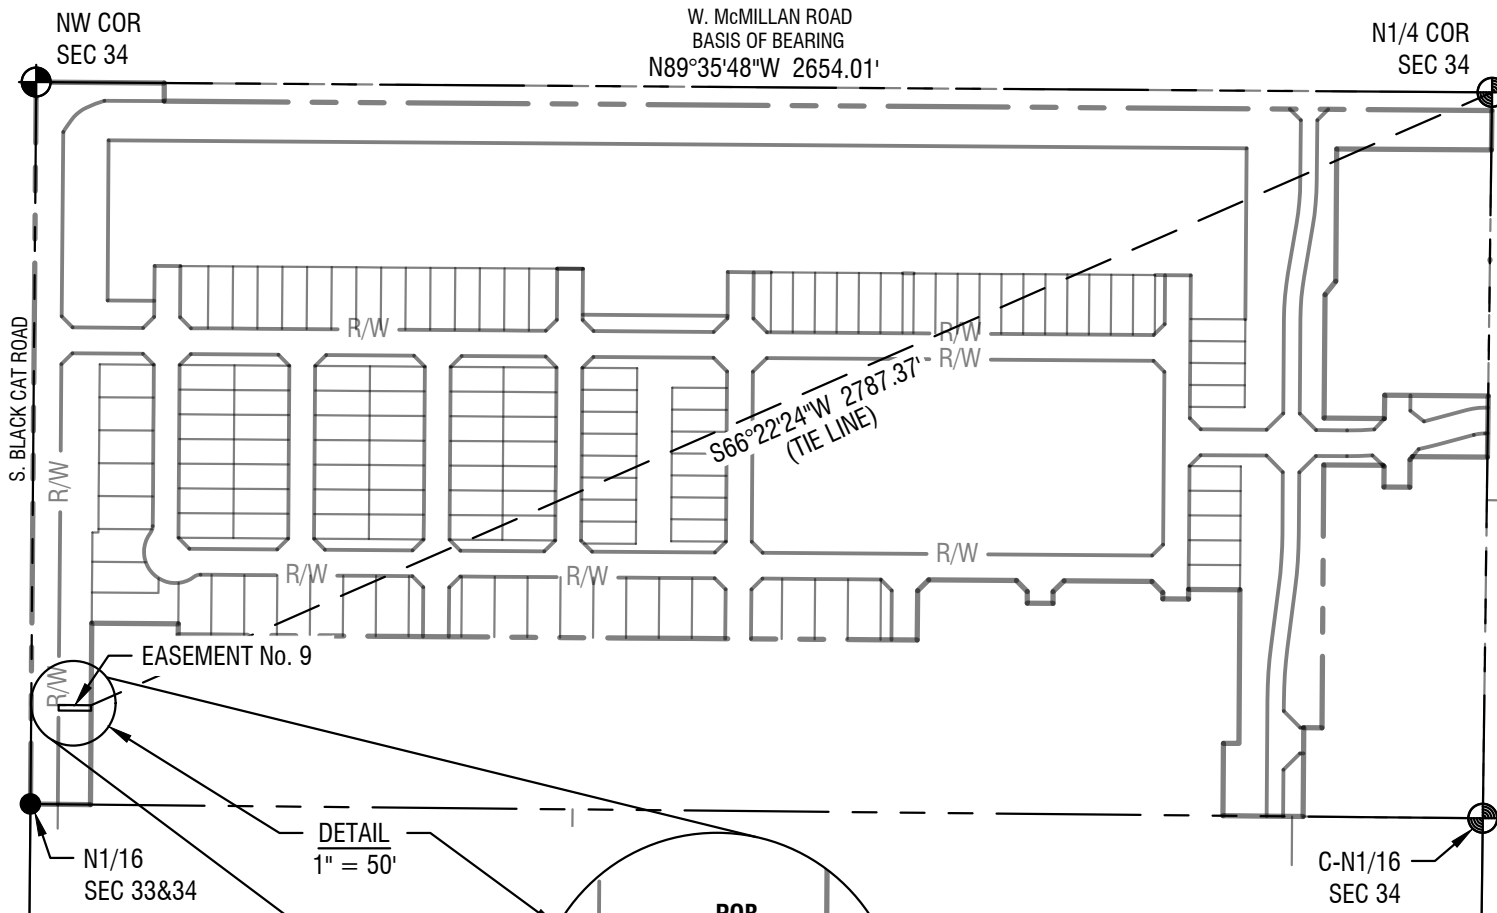 W. McMILLAN ROAD
BASIS OF BEARING
N89°35'48"W 2654.01'
NW COR
SEC 34
N1/4 COR
SEC 34
S. BLACK CAT ROAD
R/W
R/W
R/W
S66°22'24"W 2787.37'
(TIE LINE)
R/W
R/W
R/W
R/W
R/W
EASEMENT No. 9
DETAIL
1" = 50'
N1/16
SEC 33&34
C-N1/16
SEC 34
POB